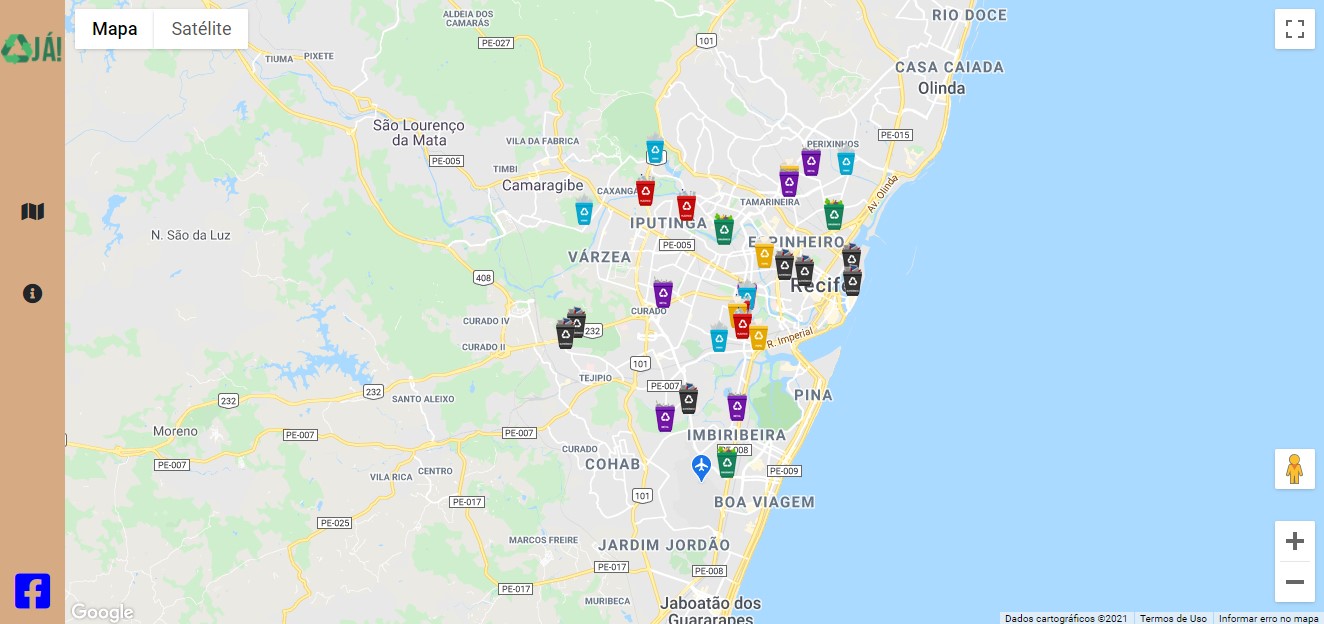 JÁ!
Mapa
Satélite
ALDEIA DOS
CAMARÁS
RIO DOCE
PE-027
101
TIUMA
PIXETE
CASA CAIADA
Olinda
São Lourenço
da Mata
PE-015
VILA DA FABRICA
PERIXINHOS
PE-005
TIMBI
Camaragibe
CAXANGÁ
Av. Olinda
TAMARINEIRA
IPUTINGA
N. São da Luz
PE-005
VÁRZEA
408
Recife
CURADO
CURADO IV
232
R. Imperial
CURADO II
101
TEJIPIO
PE-007
232
232
SANTO ALEIXO
PINA
Moreno
PE-007
PE-007
IMBIRIBEIRA
CURADO
PE-008
PE-007
COHAB
CENTRO
PE-009
VILA RICA
101
PE-017
BOA VIAGEM
PE-025
MARCOS FREIRE
JARDIM JORDÃO
PE-017
PE-008
PE-017
MURIBECA
Jaboatão dos
Guararapes
Google
Dados cartográficos ©2021
Termos de Uso
Informar erro no mapa